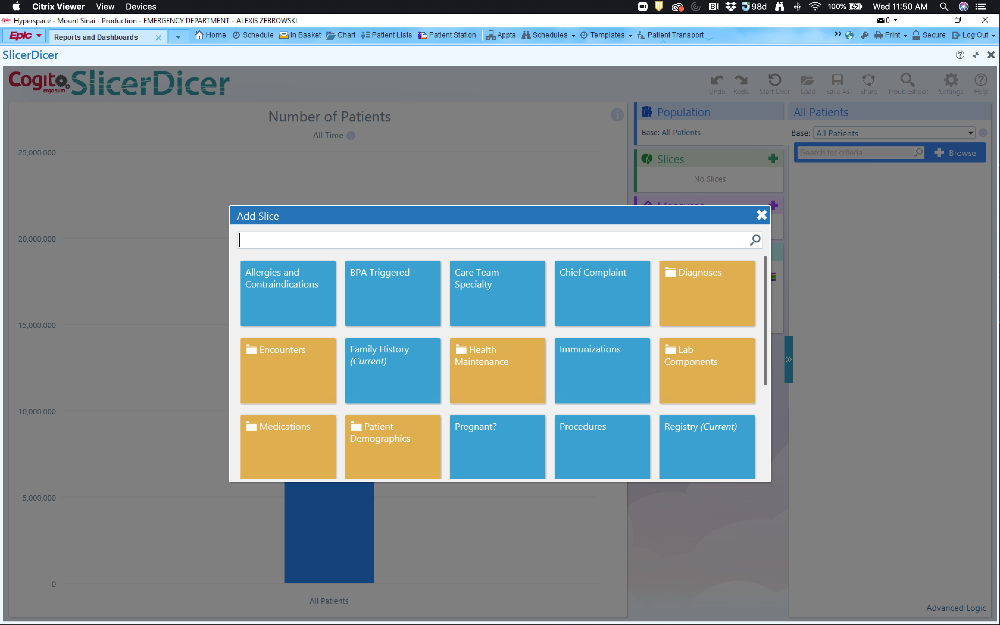 Citrix Viewer View Devices 98d 100% Wed 11:50 AM
Epic Hyperspace - Mount Sinai - Production - EMERGENCY DEPARTMENT - ALEXIS ZEBROWSKI 0
Epic Reports and Dashboards Home Schedule In Basket Chart Patient Lists Patient Station Appts Schedules Templates Patient Transport Print Secure Log Out
SlicerDicer
Cogito ergo sum SlicerDicer
Undo Redo Start Over Load Save As Share Troubleshoot Settings Help
Number of Patients
All Time
25,000,000
20,000,000
15,000,000
10,000,000
5,000,000
0
All Patients
Population
Base: All Patients
Slices
No Slices
Measures
All Patients
Base: All Patients
Search for criteria
Browse
Add Slice
Allergies and
Contraindications
BPA Triggered
Care Team
Specialty
Chief Complaint
Diagnoses
Encounters
Family History
(Current)
Health
Maintenance
Immunizations
Lab
Components
Medications
Patient
Demographics
Pregnant?
Procedures
Registry (Current)
Advanced Logic